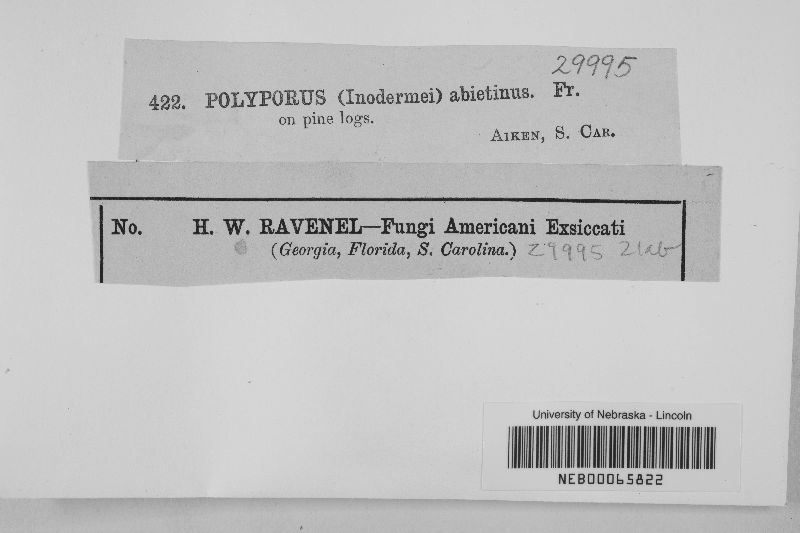 29995
422. POLYPORUS (Inodermei) abietinus. Fr.
on pine logs.
AIKEN, S. CAR.
No. H. W. RAVENEL—Fungi Americani Exsiccati
(Georgia, Florida, S. Carolina.) 29995
University of Nebraska - Lincoln
NEB00065822